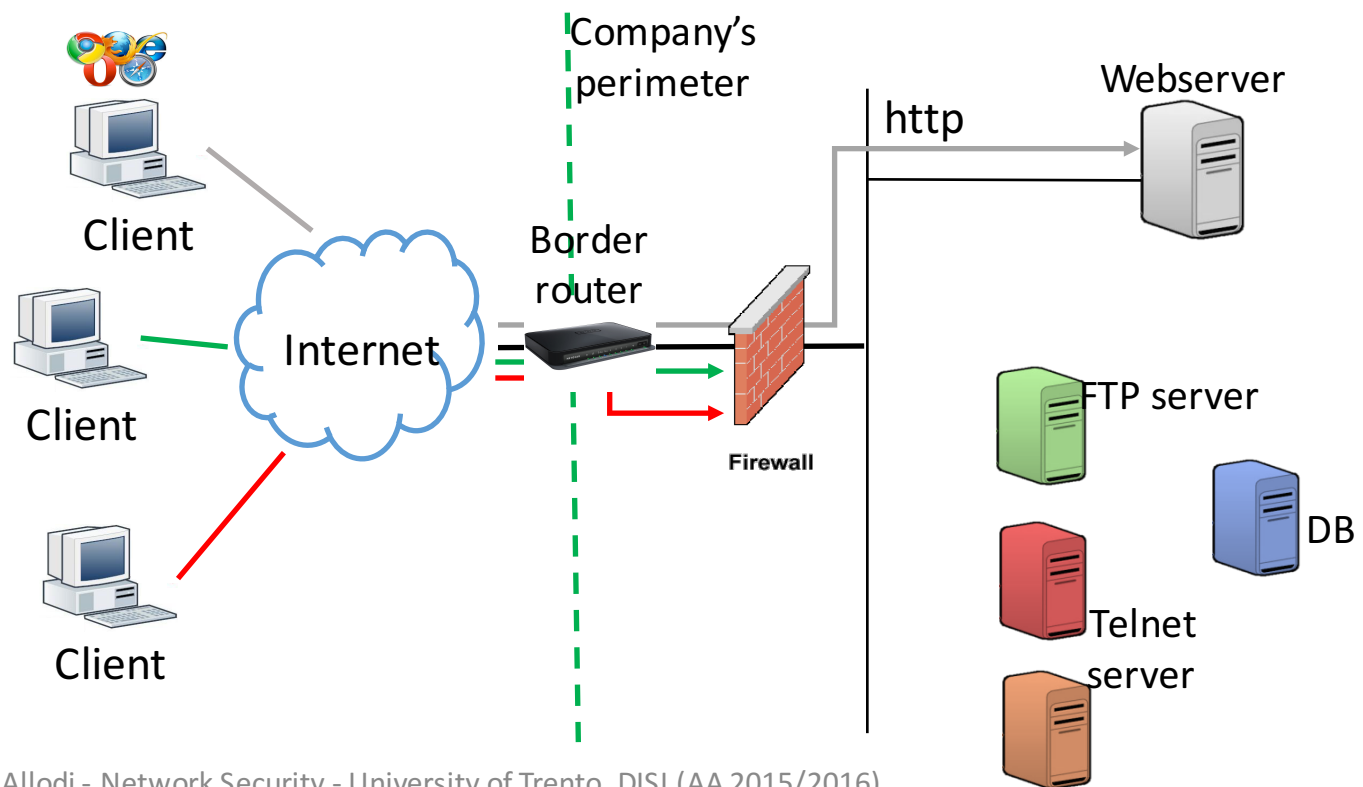 Company's
perimeter
Webserver
http
Client
Border
router
Internet
Client
FTP server
Firewall
DB
Telnet
server
Client
Allodi - Network Security - University of Trento, DISI (AA 2015/2016)